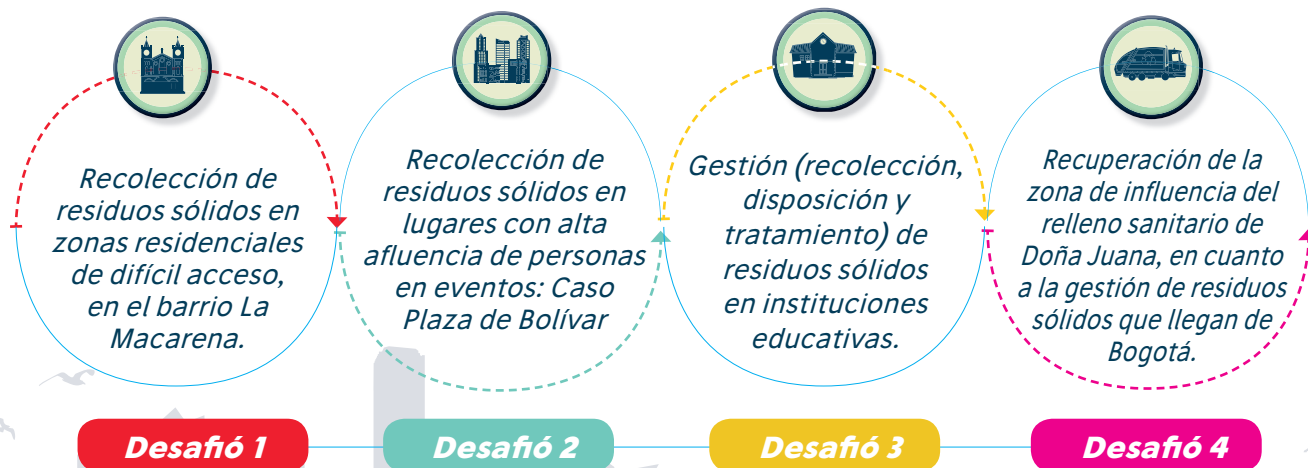 Recolección de
residuos sólidos en
zonas residenciales
de difícil acceso,
en el barrio La
Macarena.
Recolección de
residuos sólidos en
lugares con alta
afluencia de personas
en eventos: Caso
Plaza de Bolívar
Gestión (recolección,
disposición y
tratamiento) de
residuos sólidos
en instituciones
educativas.
Recuperación de la
zona de influencia del
relleno sanitario de
Doña Juana, en cuanto
a la gestión de residuos
sólidos que llegan de
Bogotá.
Desafió 1
Desafió 2
Desafió 3
Desafió 4